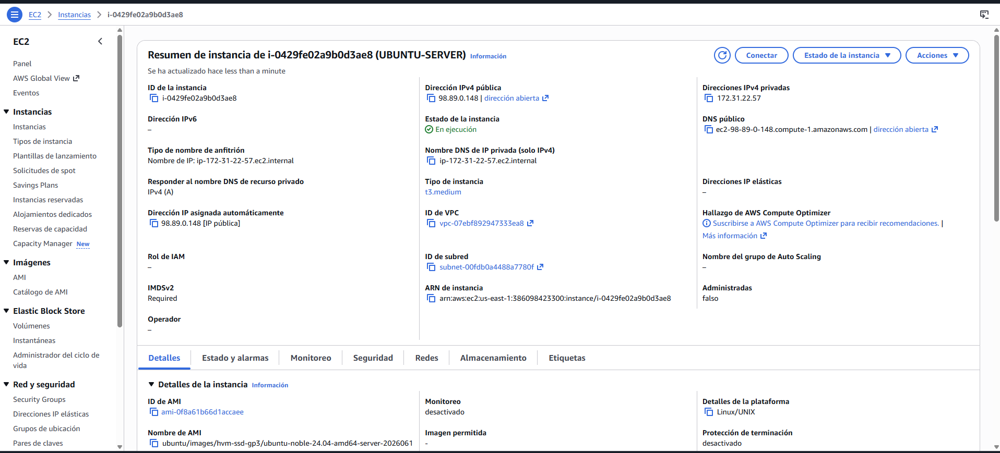 EC2 > Instancias > i-0429fe02a9b0d3ae8
EC2
Panel
AWS Global View
Eventos
Instancias
Instancias
Tipos de instancia
Plantillas de lanzamiento
Solicitudes de spot
Savings Plans
Instancias reservadas
Alojamientos dedicados
Reservas de capacidad
Capacity Manager New
Imágenes
AMI
Catálogo de AMI
Elastic Block Store
Volúmenes
Instantáneas
Administrador del ciclo de
vida
Red y seguridad
Security Groups
Direcciones IP elásticas
Grupos de ubicación
Pares de claves
Resumen de instancia de i-0429fe02a9b0d3ae8 (UBUNTU-SERVER) Información
Conectar
Estado de la instancia
Acciones
Se ha actualizado hace less than a minute
ID de la instancia
i-0429fe02a9b0d3ae8
Dirección IPv4 pública
98.89.0.148 | dirección abierta
Direcciones IPv4 privadas
172.31.22.57
Dirección IPv6
–
Estado de la instancia
En ejecución
DNS público
ec2-98-89-0-148.compute-1.amazonaws.com | dirección abierta
Tipo de nombre de anfitrión
Nombre de IP: ip-172-31-22-57.ec2.internal
Nombre DNS de IP privada (solo IPv4)
ip-172-31-22-57.ec2.internal
Responder al nombre DNS de recurso privado
IPv4 (A)
Tipo de instancia
t3.medium
Direcciones IP elásticas
–
Dirección IP asignada automáticamente
98.89.0.148 [IP pública]
ID de VPC
vpc-07ebf892947333ea8
Hallazgo de AWS Compute Optimizer
Suscribirse a AWS Compute Optimizer para recibir recomendaciones. |
Más información
Rol de IAM
–
ID de subred
subnet-00fdb0a4488a7780f
Nombre del grupo de Auto Scaling
–
IMDSv2
Required
ARN de instancia
arn:aws:ec2:us-east-1:386098423300:instance/i-0429fe02a9b0d3ae8
Administradas
falso
Operador
–
Detalles
Estado y alarmas
Monitoreo
Seguridad
Redes
Almacenamiento
Etiquetas
Detalles de la instancia Información
ID de AMI
ami-0f8a61b66d1accaee
Monitoreo
desactivado
Detalles de la plataforma
Linux/UNIX
Nombre de AMI
ubuntu/images/hvm-ssd-gp3/ubuntu-noble-24.04-amd64-server-2026061
Imagen permitida
-
Protección de terminación
desactivado